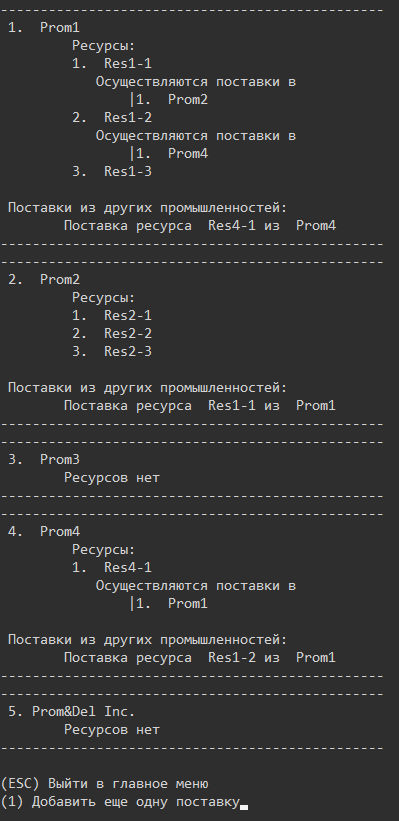 ------------------------------------------------
1.  Prom1
Ресурсы:
1.  Res1-1
Осуществляются поставки в
|1.  Prom2
2.  Res1-2
Осуществляются поставки в
|1.  Prom4
3.  Res1-3
Поставки из других промышленностей:
Поставка ресурса  Res4-1 из  Prom4
------------------------------------------------
------------------------------------------------
2.  Prom2
Ресурсы:
1.  Res2-1
2.  Res2-2
3.  Res2-3
Поставки из других промышленностей:
Поставка ресурса  Res1-1 из  Prom1
------------------------------------------------
------------------------------------------------
3.  Prom3
Ресурсов нет
------------------------------------------------
------------------------------------------------
4.  Prom4
Ресурсы:
1.  Res4-1
Осуществляются поставки в
|1.  Prom1
Поставки из других промышленностей:
Поставка ресурса  Res1-2 из  Prom1
------------------------------------------------
------------------------------------------------
5. Prom&Del Inc.
Ресурсов нет
------------------------------------------------
(ESC) Выйти в главное меню
(1) Добавить еще одну поставку